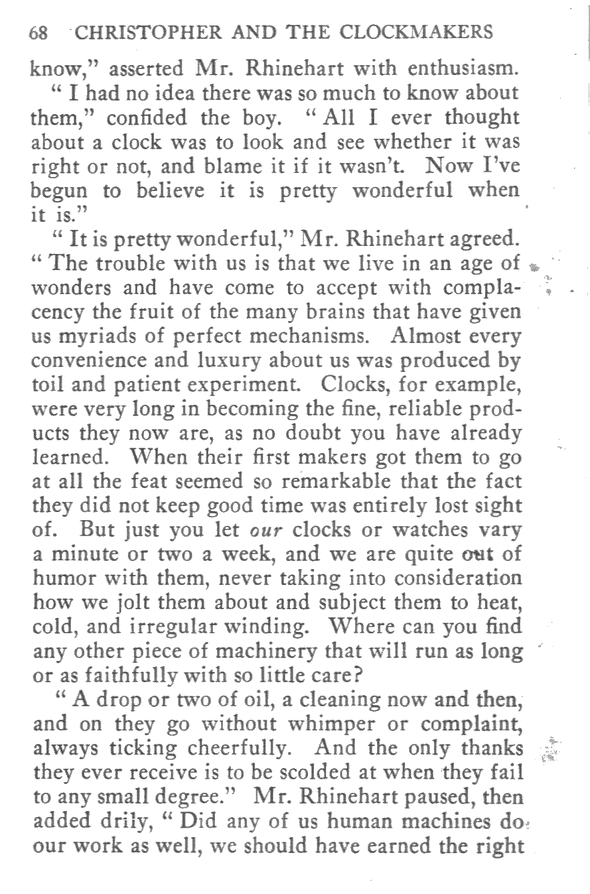 68 CHRISTOPHER AND THE CLOCKMAKERS
know,” asserted Mr. Rhinehart with enthusiasm.
“ I had no idea there was so much to know about
them,” confided the boy. “ All I ever thought
about a clock was to look and see whether it was
right or not, and blame it if it wasn’t. Now I’ve
begun to believe it is pretty wonderful when
it is.”
“ It is pretty wonderful,” Mr. Rhinehart agreed.
“ The trouble with us is that we live in an age of
wonders and have come to accept with compla-
cency the fruit of the many brains that have given
us myriads of perfect mechanisms. Almost every
convenience and luxury about us was produced by
toil and patient experiment. Clocks, for example,
were very long in becoming the fine, reliable prod-
ucts they now are, as no doubt you have already
learned. When their first makers got them to go
at all the feat seemed so remarkable that the fact
they did not keep good time was entirely lost sight
of. But just you let our clocks or watches vary
a minute or two a week, and we are quite out of
humor with them, never taking into consideration
how we jolt them about and subject them to heat,
cold, and irregular winding. Where can you find
any other piece of machinery that will run as long
or as faithfully with so little care?
“ A drop or two of oil, a cleaning now and then,
and on they go without whimper or complaint,
always ticking cheerfully. And the only thanks
they ever receive is to be scolded at when they fail
to any small degree.” Mr. Rhinehart paused, then
added drily, “ Did any of us human machines do
our work as well, we should have earned the right